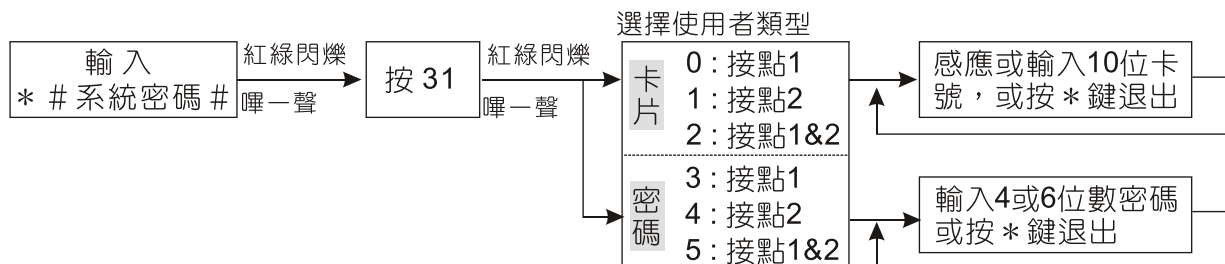 選擇使用者類型
輸入
＊ ＃系統密碼＃
紅綠閃爍
嗶一聲
按 31
紅綠閃爍
嗶一聲
卡片
0：接點1
1：接點2
2：接點1&2
密碼
3：接點1
4：接點2
5：接點1&2
感應或輸入10位卡
號，或按＊鍵退出
輸入4或6位數密碼
或按＊鍵退出